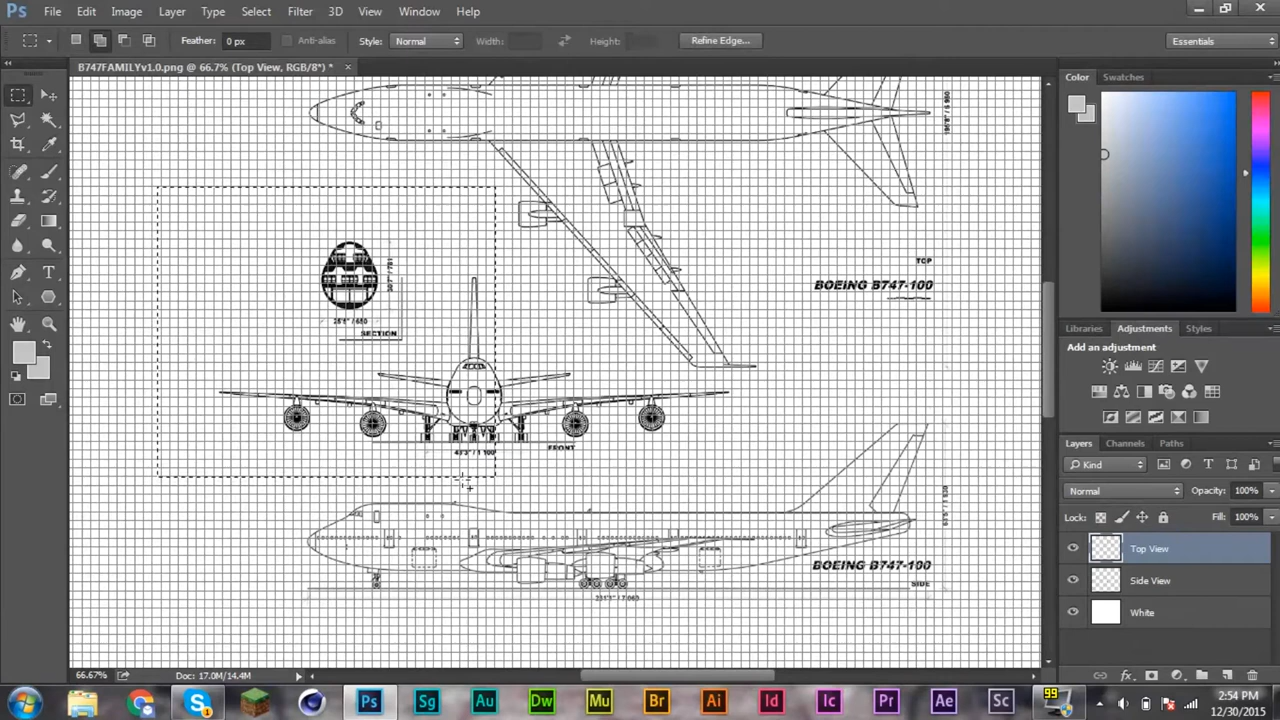 Ps File Edit Image Layer Type Select Filter 3D View Window Help
Feather: 0 px Anti-alias Style: Normal Width: Height: Refine Edge... Essentials
B747FAMILYv1.0.png @ 66.7% (Top View, RGB/8*) * ×
Color Swatches
TOP
BOEING B747-100
SECTION
FRONT
BOEING B747-100
SIDE
Libraries Adjustments Styles
Add an adjustment
Layers Channels Paths
Kind
Normal Opacity: 100%
Lock: Fill: 100%
Top View
Side View
White
66.67% Doc: 17.0M/14.4M
S 1 Ps Sg Au Dw Mu Br Ai Id Ic Pr Ae Sc 99
2:54 PM
12/30/2015